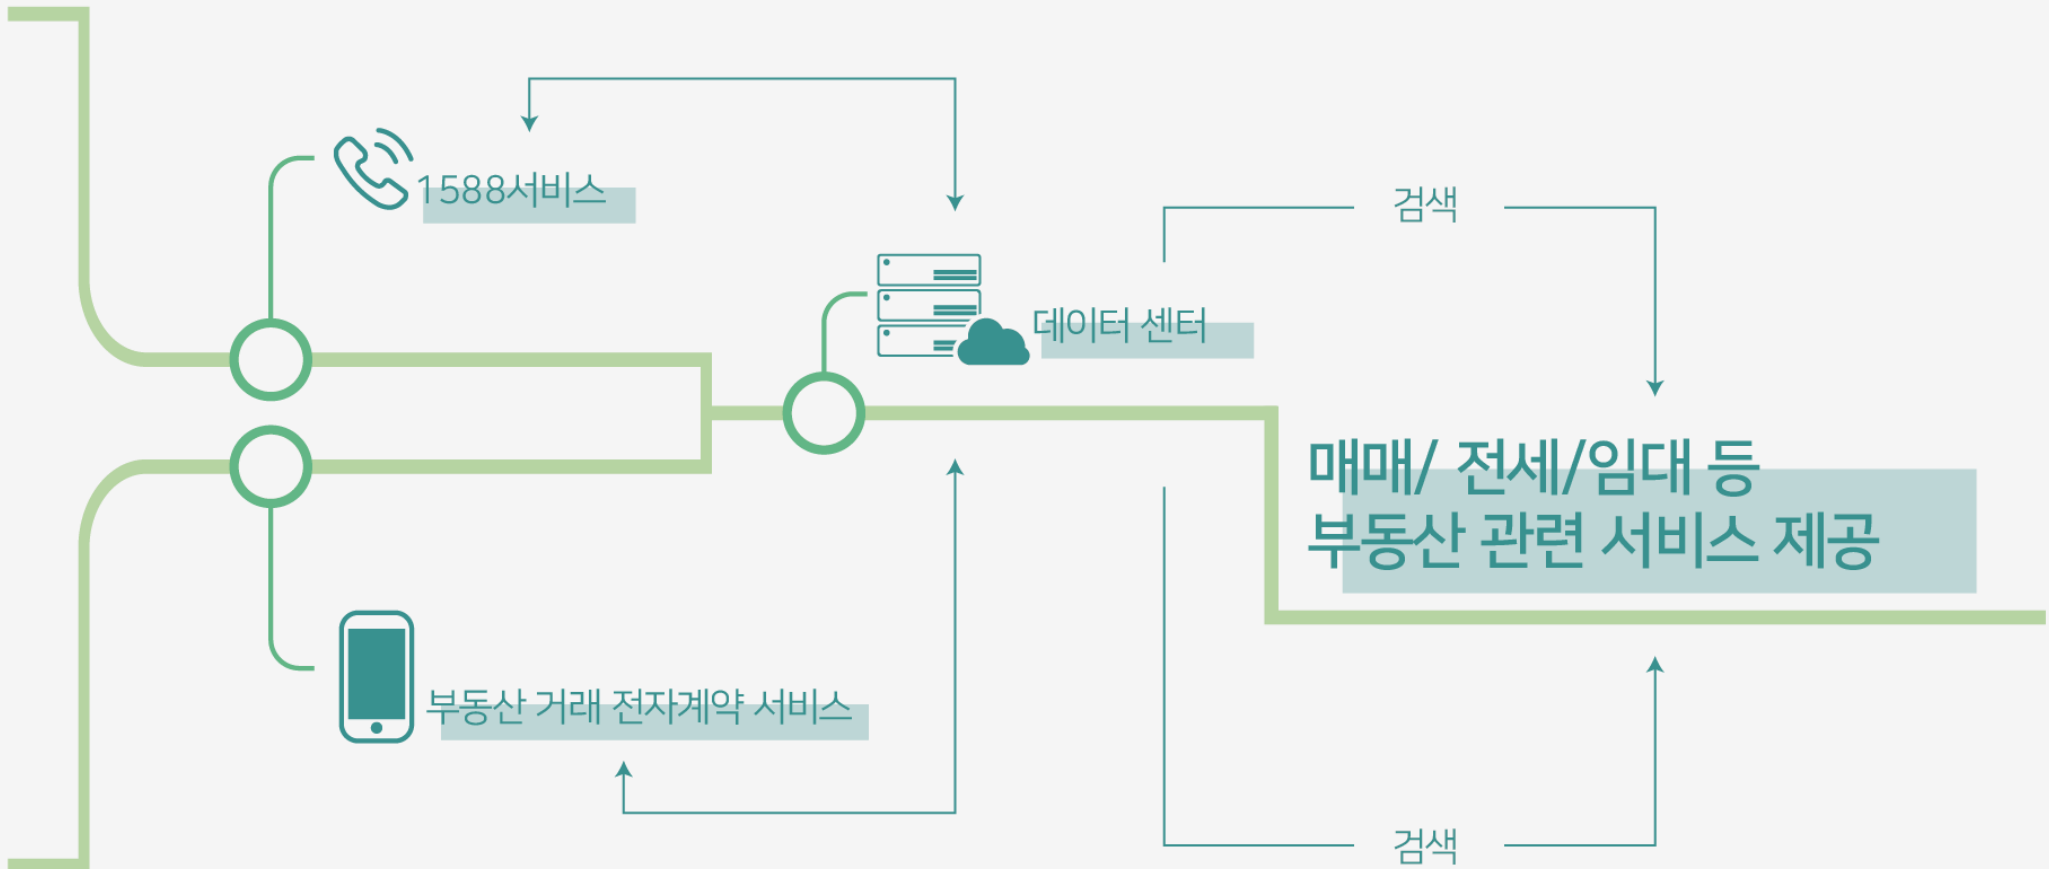 1588서비스
검색
데이터 센터
매매/ 전세/임대 등
부동산 관련 서비스 제공
부동산 거래 전자계약 서비스
검색